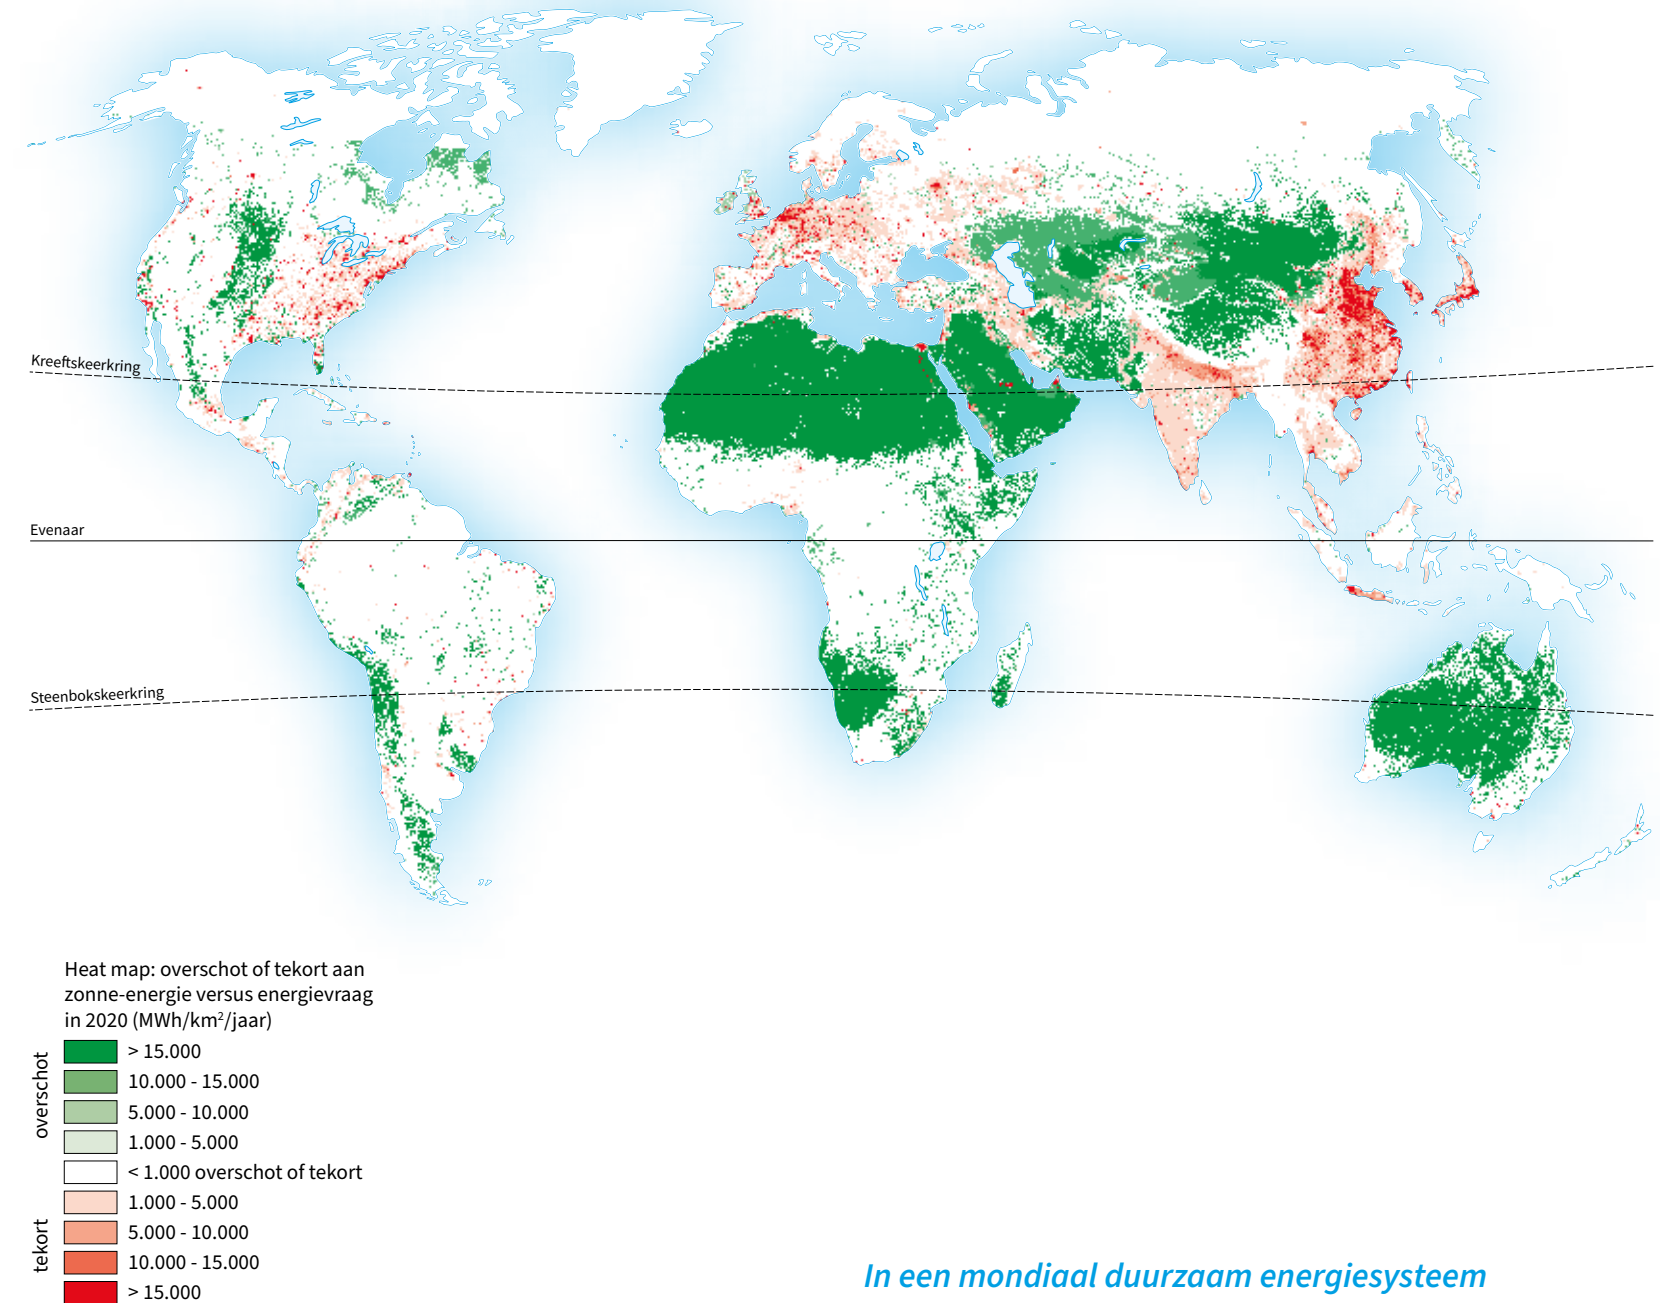 Kreeftskeerkring
Evenaar
Steenbokskeerkring
Heat map: overschot of tekort aan
zonne-energie versus energievraag
in 2020 (MWh/km²/jaar)
overschot
> 15.000
10.000 - 15.000
5.000 - 10.000
1.000 - 5.000
< 1.000 overschot of tekort
tekort
1.000 - 5.000
5.000 - 10.000
10.000 - 15.000
> 15.000
In een mondiaal duurzaam energiesysteem